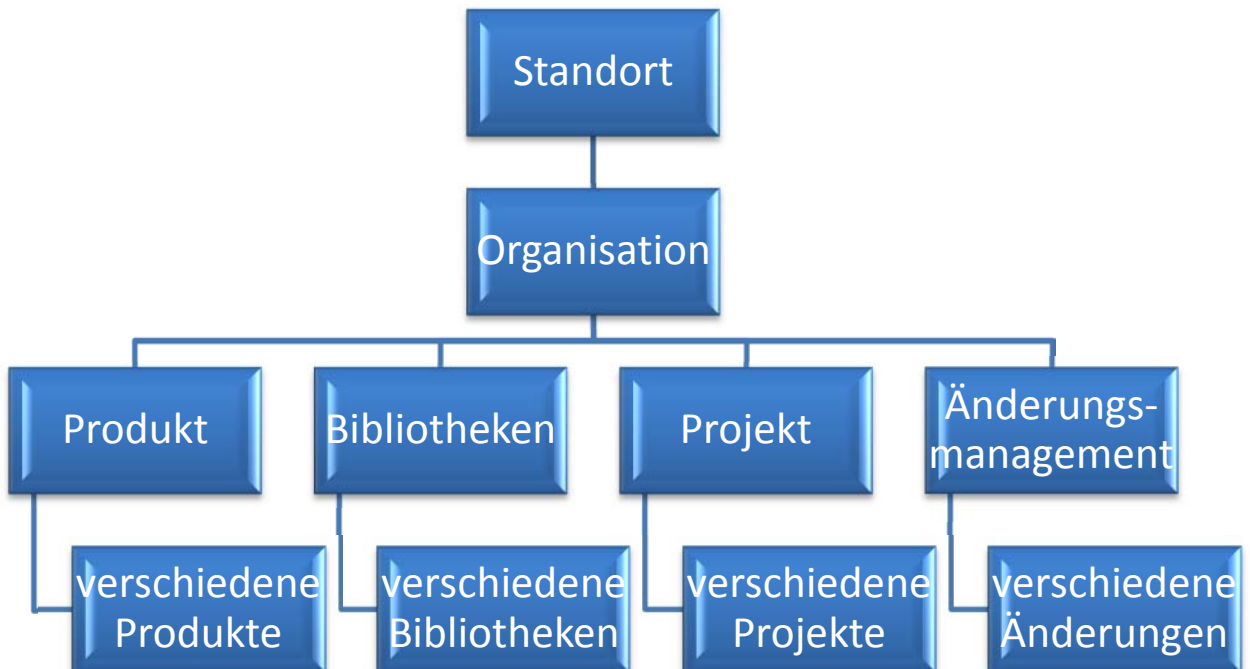 Standort
Organisation
Produkt
Bibliotheken
Projekt
Änderungs-
management
verschiedene
Produkte
verschiedene
Bibliotheken
verschiedene
Projekte
verschiedene
Änderungen